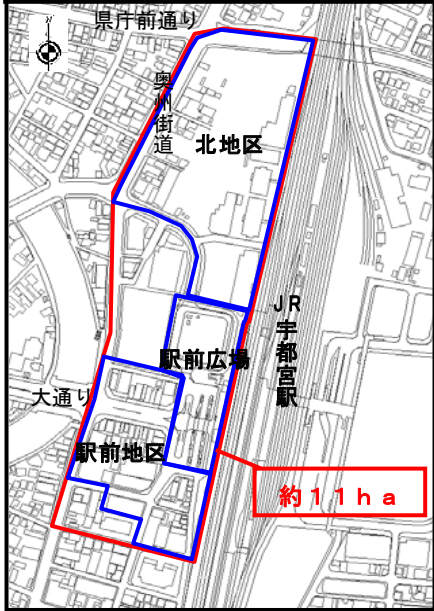 県庁前通り
N
奥州街道
北地区
JR宇都宮駅
駅前広場
大通り
駅前地区
約11ha